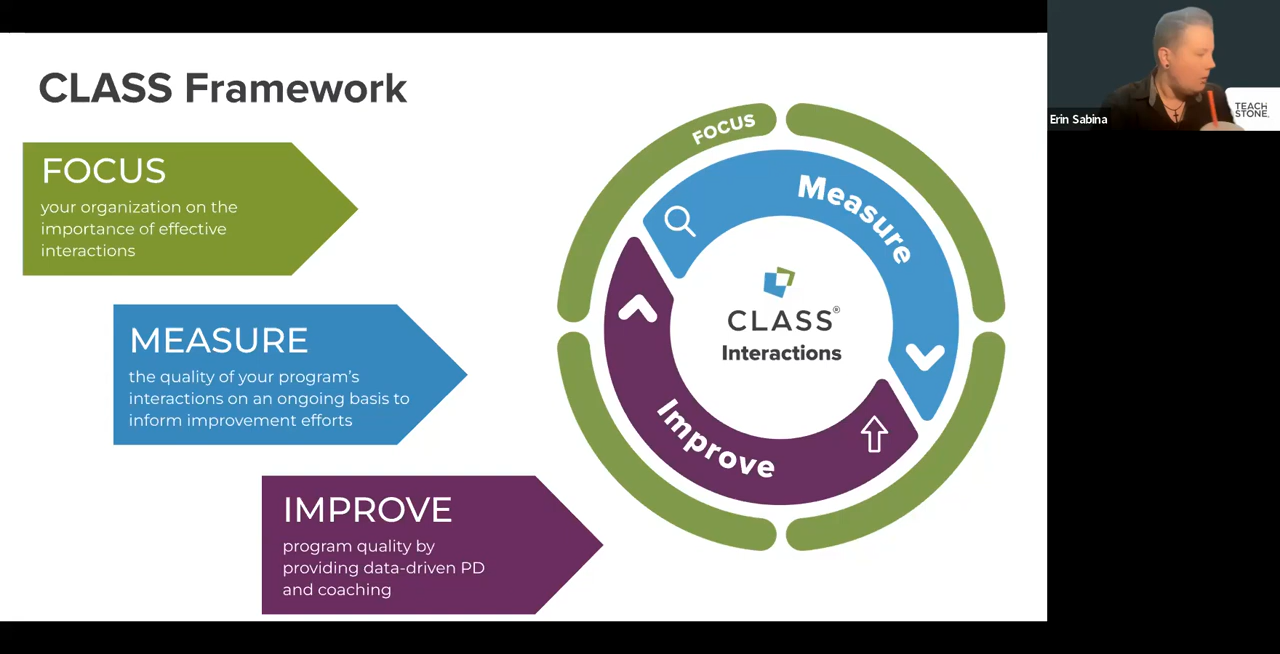 CLASS Framework
FOCUS
your organization on the
importance of effective
interactions
MEASURE
the quality of your program's
interactions on an ongoing basis to
inform improvement efforts
IMPROVE
program quality by
providing data-driven PD
and coaching
FOCUS
Measure
CLASS®
Interactions
Improve
Erin Sabina
TEACH
STONE.